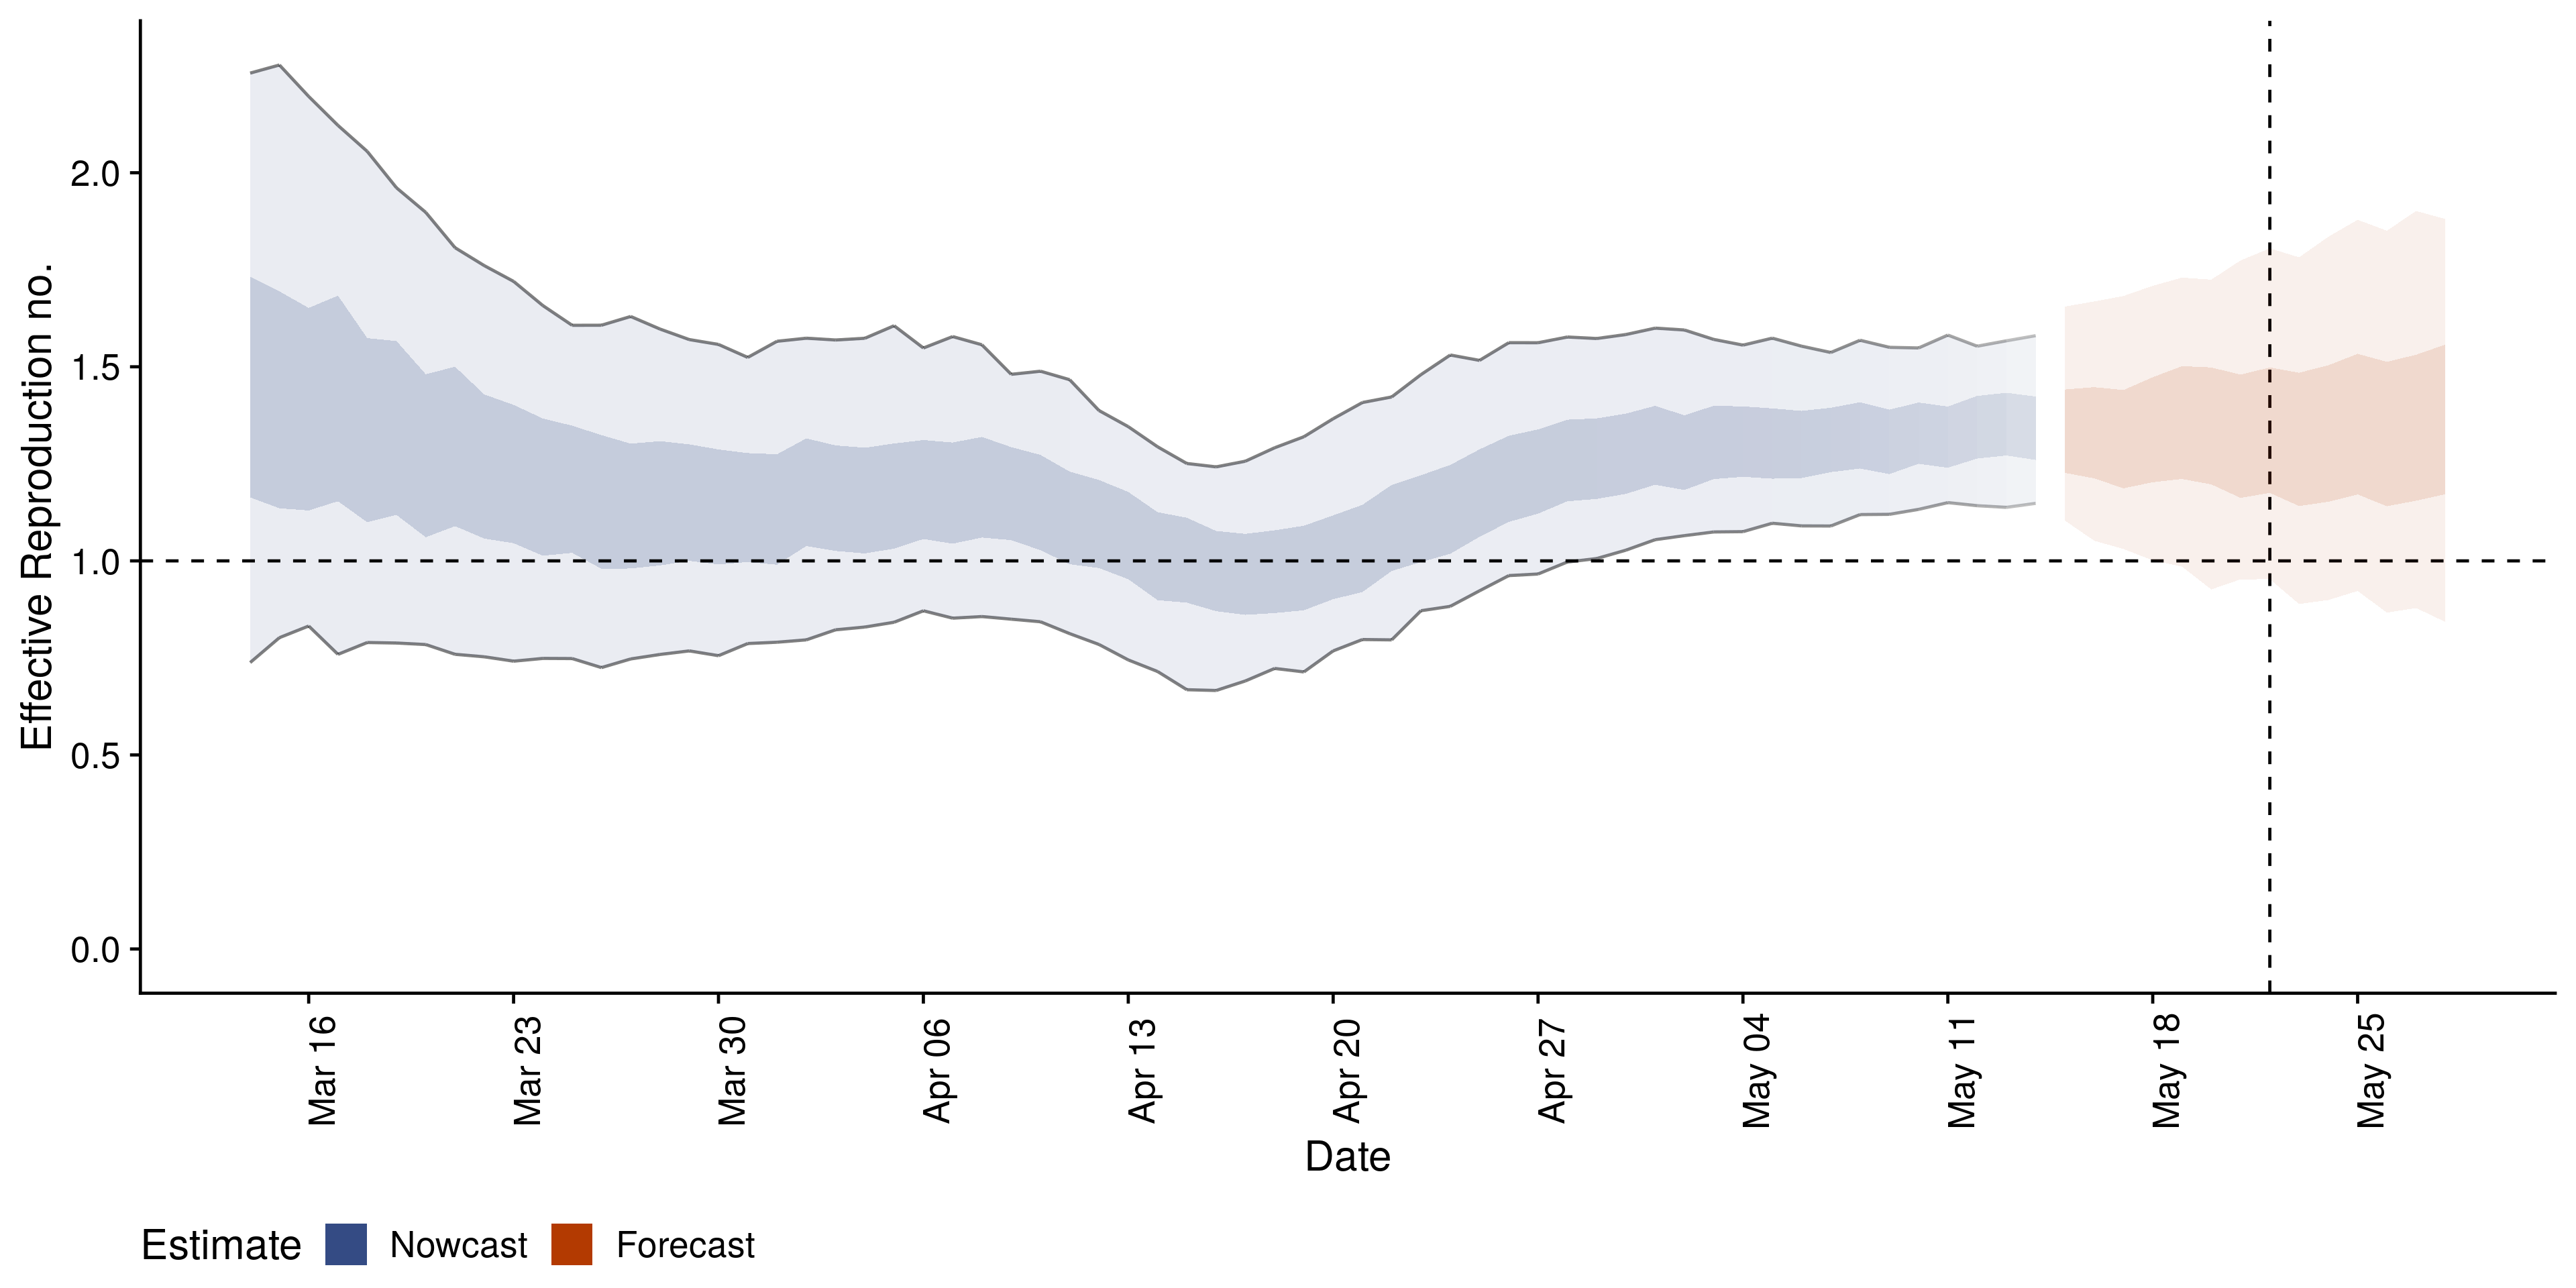 Effective Reproduction no.
2.0
1.5
1.0
0.5
0.0
Mar 16
Mar 23
Mar 30
Apr 06
Apr 13
Apr 20
Apr 27
May 04
May 11
May 18
May 25
Date
Estimate Nowcast Forecast